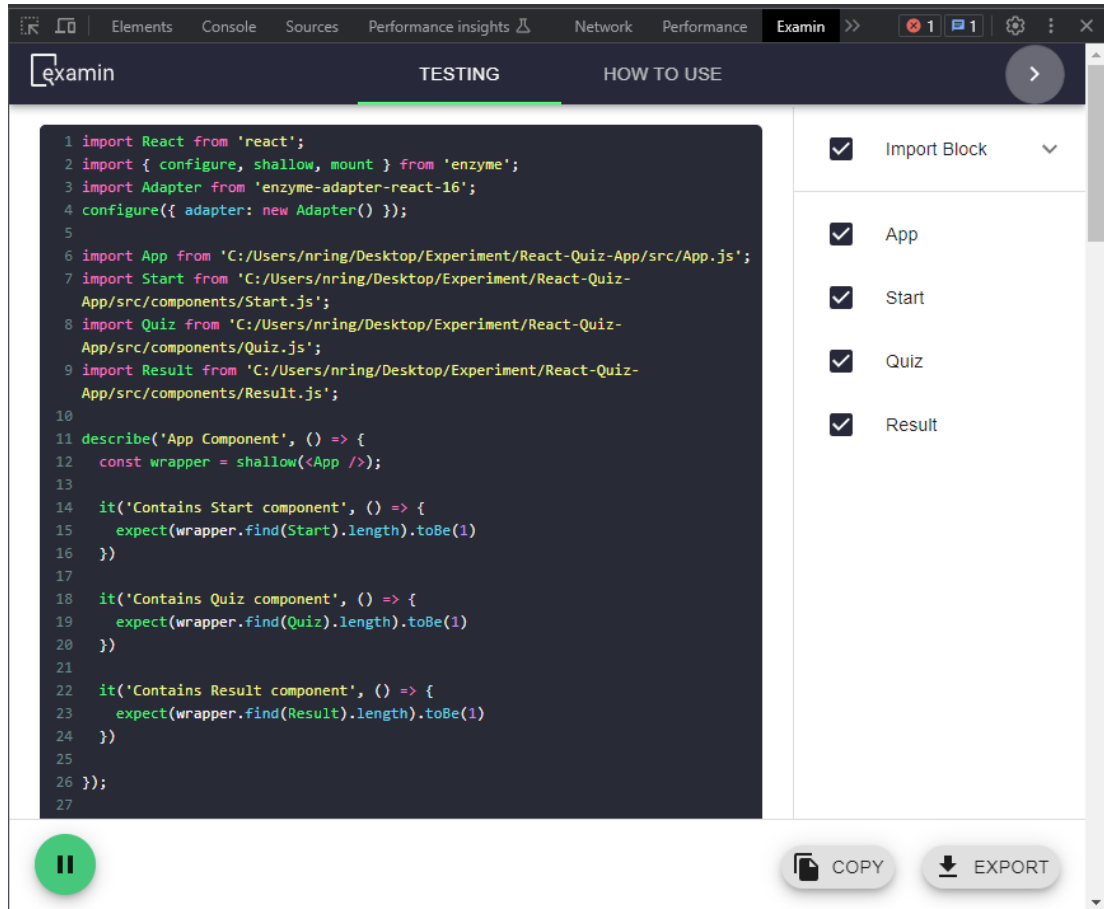 Elements Console Sources Performance insights Network Performance Examin >> 1 1
examin TESTING HOW TO USE
1 import React from 'react';
2 import { configure, shallow, mount } from 'enzyme';
3 import Adapter from 'enzyme-adapter-react-16';
4 configure({ adapter: new Adapter() });
5
6 import App from 'C:/Users/nring/Desktop/Experiment/React-Quiz-App/src/App.js';
7 import Start from 'C:/Users/nring/Desktop/Experiment/React-Quiz-
App/src/components/Start.js';
8 import Quiz from 'C:/Users/nring/Desktop/Experiment/React-Quiz-
App/src/components/Quiz.js';
9 import Result from 'C:/Users/nring/Desktop/Experiment/React-Quiz-
App/src/components/Result.js';
10
11 describe('App Component', () => {
12   const wrapper = shallow(<App />);
13
14   it('Contains Start component', () => {
15     expect(wrapper.find(Start).length).toBe(1)
16   })
17
18   it('Contains Quiz component', () => {
19     expect(wrapper.find(Quiz).length).toBe(1)
20   })
21
22   it('Contains Result component', () => {
23     expect(wrapper.find(Result).length).toBe(1)
24   })
25
26 });
27
Import Block
App
Start
Quiz
Result
COPY EXPORT